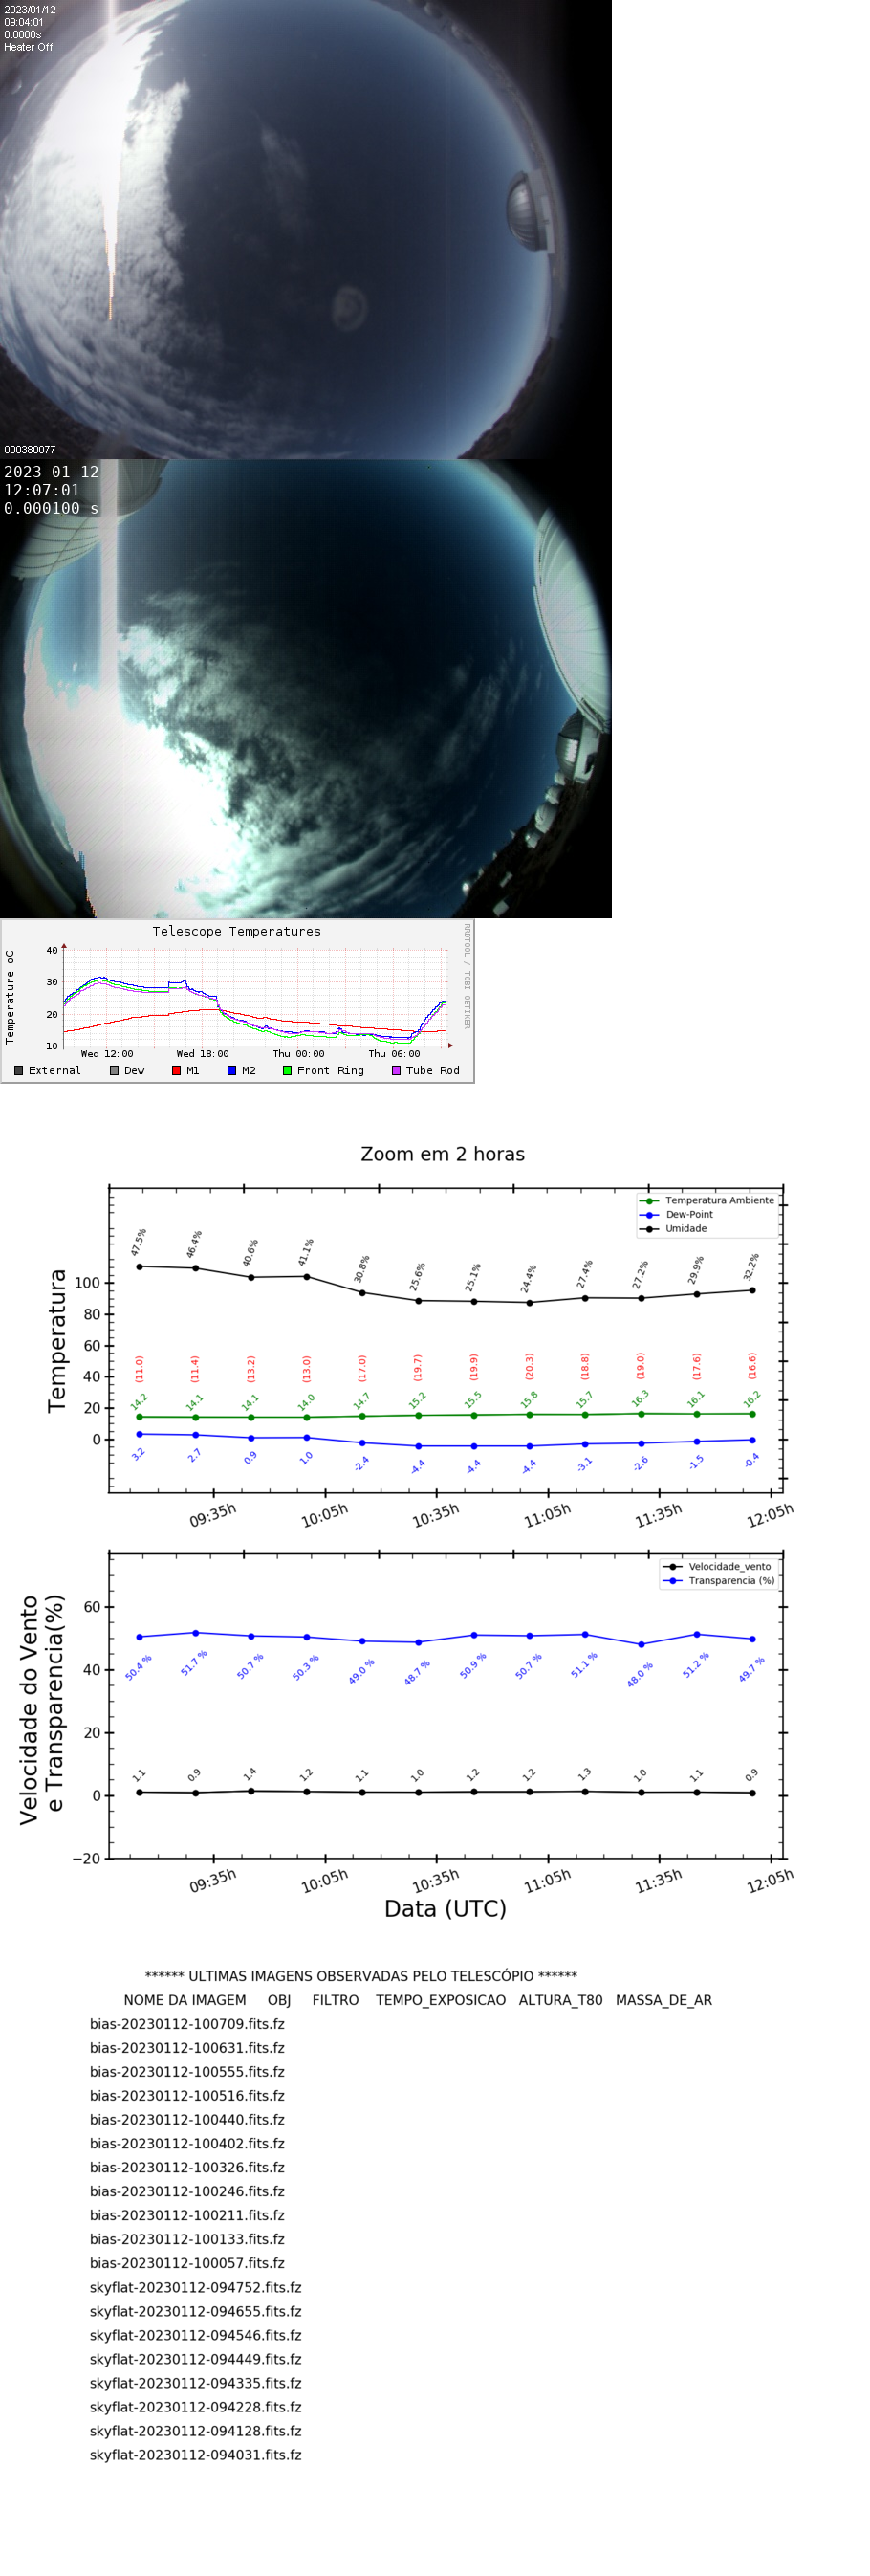 2023/01/12
09:04:01
0.0000s
Heater Off
000380077
2023-01-12
12:07:01
0.000100 s
Telescope Temperatures
RRDTOOL / TOBI OETIKER
Temperature oC
40
30
20
10
Wed 12:00 Wed 18:00 Thu 00:00 Thu 06:00
External Dew M1 M2 Front Ring Tube Rod
Zoom em 2 horas
Temperatura Ambiente
Dew-Point
Umidade
Temperatura
47.5% 46.4% 40.6% 41.1% 30.8% 25.6% 25.1% 24.4% 27.4% 27.2% 29.9% 32.2%
100
80
60
40
20
0
(11.0) (11.4) (13.2) (13.0) (17.0) (19.7) (19.9) (20.3) (18.8) (19.0) (17.6) (16.6)
14.2 14.1 14.1 14.0 14.7 15.2 15.5 15.8 15.7 16.3 16.1 16.2
3.2 2.7 0.9 1.0 -2.4 -4.4 -4.4 -4.4 -3.1 -2.6 -1.5 -0.4
09:35h 10:05h 10:35h 11:05h 11:35h 12:05h
Velocidade_vento
Transparencia (%)
Velocidade do Vento
e Transparencia(%)
60
40
20
0
−20
50.4 % 51.7 % 50.7 % 50.3 % 49.0 % 48.7 % 50.9 % 50.7 % 51.1 % 48.0 % 51.2 % 49.7 %
1.1 0.9 1.4 1.2 1.1 1.0 1.2 1.2 1.3 1.0 1.1 0.9
09:35h 10:05h 10:35h 11:05h 11:35h 12:05h
Data (UTC)
****** ULTIMAS IMAGENS OBSERVADAS PELO TELESCÓPIO ******
NOME DA IMAGEM OBJ FILTRO TEMPO_EXPOSICAO ALTURA_T80 MASSA_DE_AR
bias-20230112-100709.fits.fz
bias-20230112-100631.fits.fz
bias-20230112-100555.fits.fz
bias-20230112-100516.fits.fz
bias-20230112-100440.fits.fz
bias-20230112-100402.fits.fz
bias-20230112-100326.fits.fz
bias-20230112-100246.fits.fz
bias-20230112-100211.fits.fz
bias-20230112-100133.fits.fz
bias-20230112-100057.fits.fz
skyflat-20230112-094752.fits.fz
skyflat-20230112-094655.fits.fz
skyflat-20230112-094546.fits.fz
skyflat-20230112-094449.fits.fz
skyflat-20230112-094335.fits.fz
skyflat-20230112-094228.fits.fz
skyflat-20230112-094128.fits.fz
skyflat-20230112-094031.fits.fz